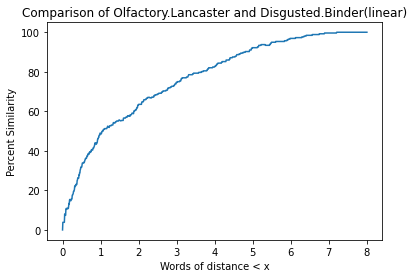 Comparison of Olfactory.Lancaster and Disgusted.Binder(linear)
Percent Similarity
100
80
60
40
20
0
0 1 2 3 4 5 6 7 8
Words of distance < x